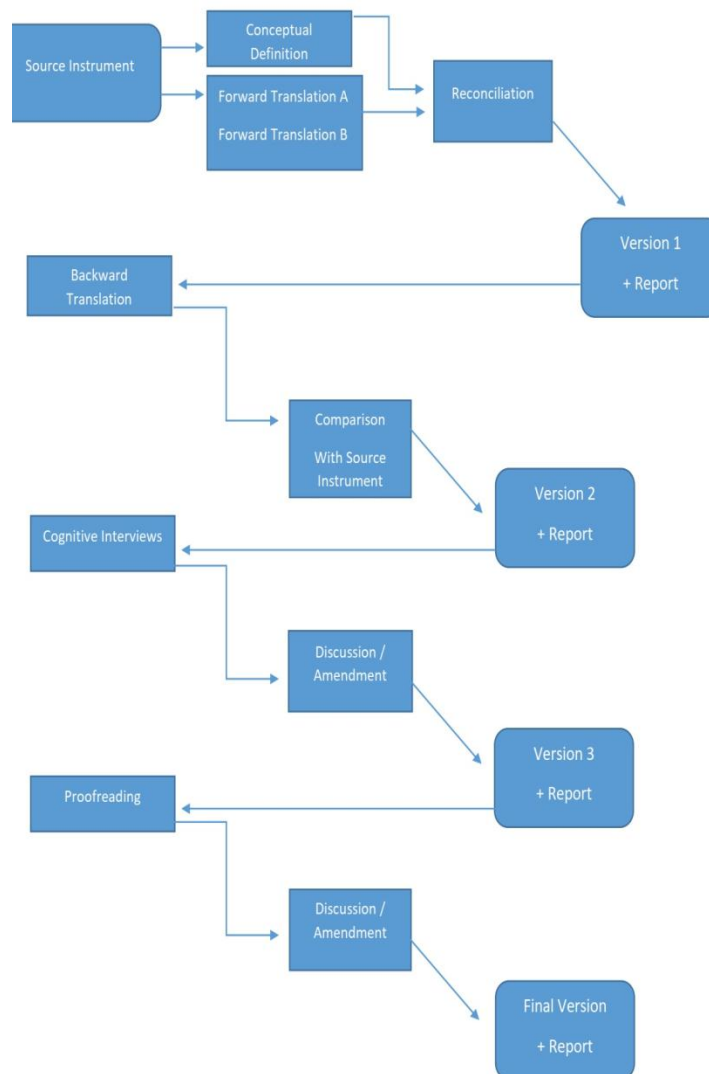 Source Instrument
Conceptual
Definition
Forward Translation A
Forward Translation B
Reconciliation
Version 1
+ Report
Backward
Translation
Comparison
With Source
Instrument
Version 2
+ Report
Cognitive Interviews
Discussion /
Amendment
Version 3
+ Report
Proofreading
Discussion /
Amendment
Final Version
+ Report